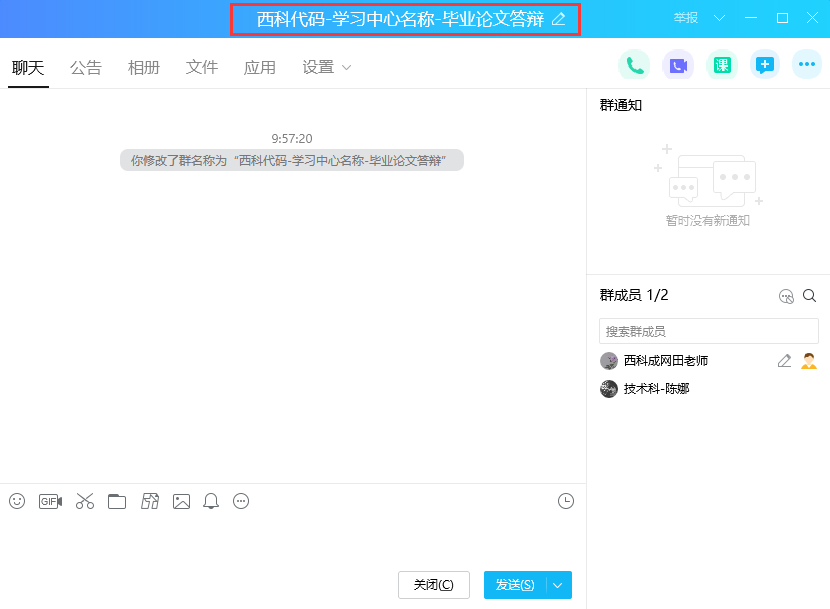 西科代码-学习中心名称-毕业论文答辩
举报
聊天 公告 相册 文件 应用 设置
课
9:57:20
你修改了群名称为“西科代码-学习中心名称-毕业论文答辩”
群通知
暂时没有新通知
群成员 1/2
搜索群成员
西科成网田老师
技术科-陈娜
GIF
关闭(C) 发送(S)